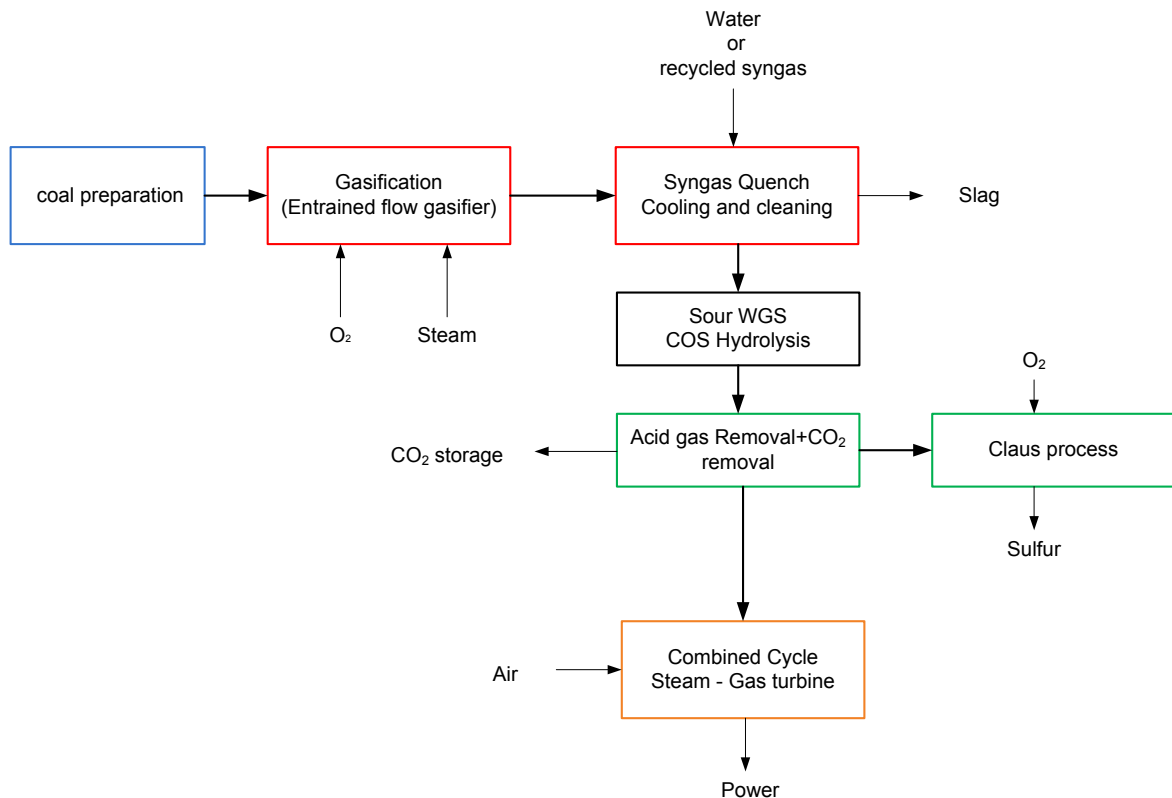 Water
or
recycled syngas
coal preparation
Gasification
(Entrained flow gasifier)
Syngas Quench
Cooling and cleaning
Slag
O₂
Steam
Sour WGS
COS Hydrolysis
O₂
CO₂ storage
Acid gas Removal+CO₂
removal
Claus process
Sulfur
Air
Combined Cycle
Steam - Gas turbine
Power